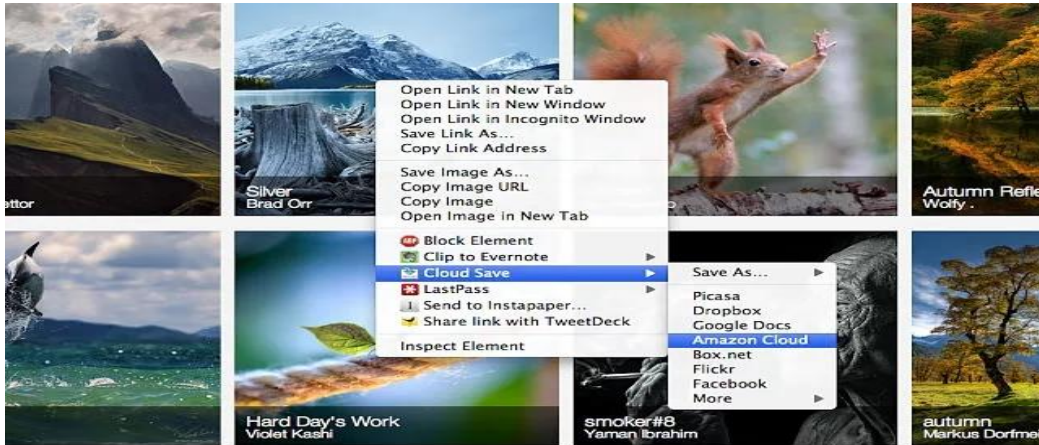 ettor
Silver
Brad Orr
Autumn Refle
Wolfy .
Open Link in New Tab
Open Link in New Window
Open Link in Incognito Window
Save Link As...
Copy Link Address
Save Image As...
Copy Image URL
Copy Image
Open Image in New Tab
Block Element
Clip to Evernote
Cloud Save
LastPass
Send to Instapaper...
Share link with TweetDeck
Inspect Element
Save As...
Picasa
Dropbox
Google Docs
Amazon Cloud
Box.net
Flickr
Facebook
More
Hard Day's Work
Violet Kashi
smoker#8
Yaman Ibrahim
autumn
Markus Dorfme